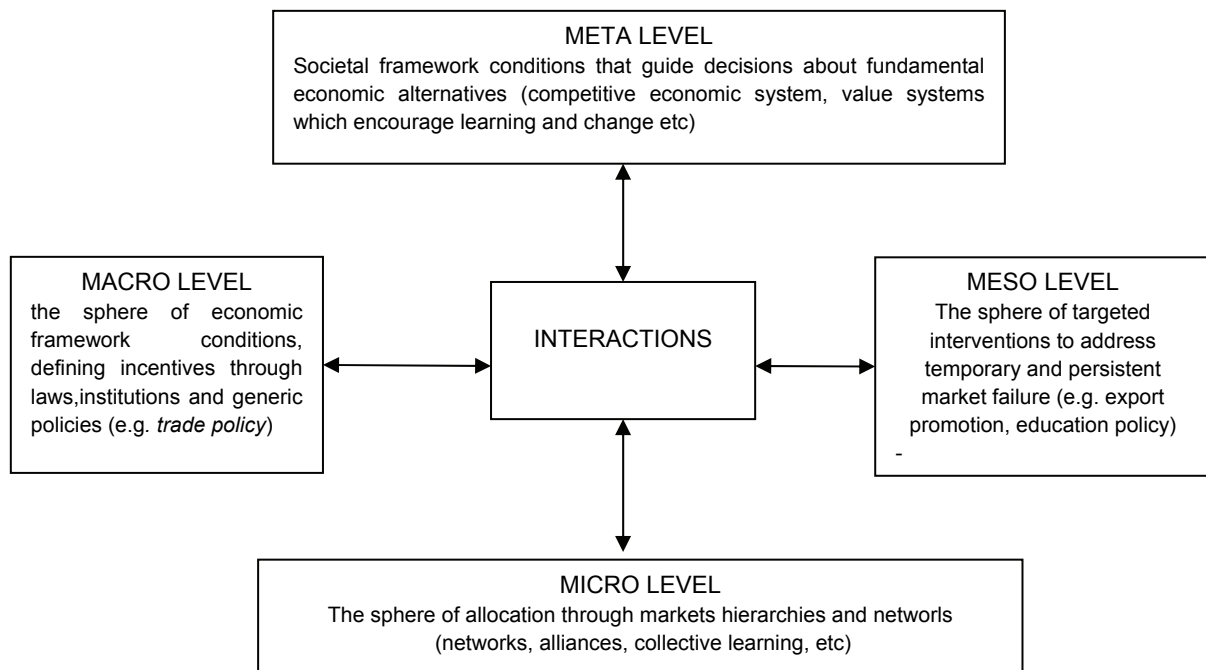 META LEVEL
Societal framework conditions that guide decisions about fundamental
economic alternatives (competitive economic system, value systems
which encourage learning and change etc)
MACRO LEVEL
the sphere of economic
framework conditions,
defining incentives through
laws,institutions and generic
policies (e.g. trade policy)
INTERACTIONS
MESO LEVEL
The sphere of targeted
interventions to address
temporary and persistent
market failure (e.g. export
promotion, education policy)
-
MICRO LEVEL
The sphere of allocation through markets hierarchies and networls
(networks, alliances, collective learning, etc)